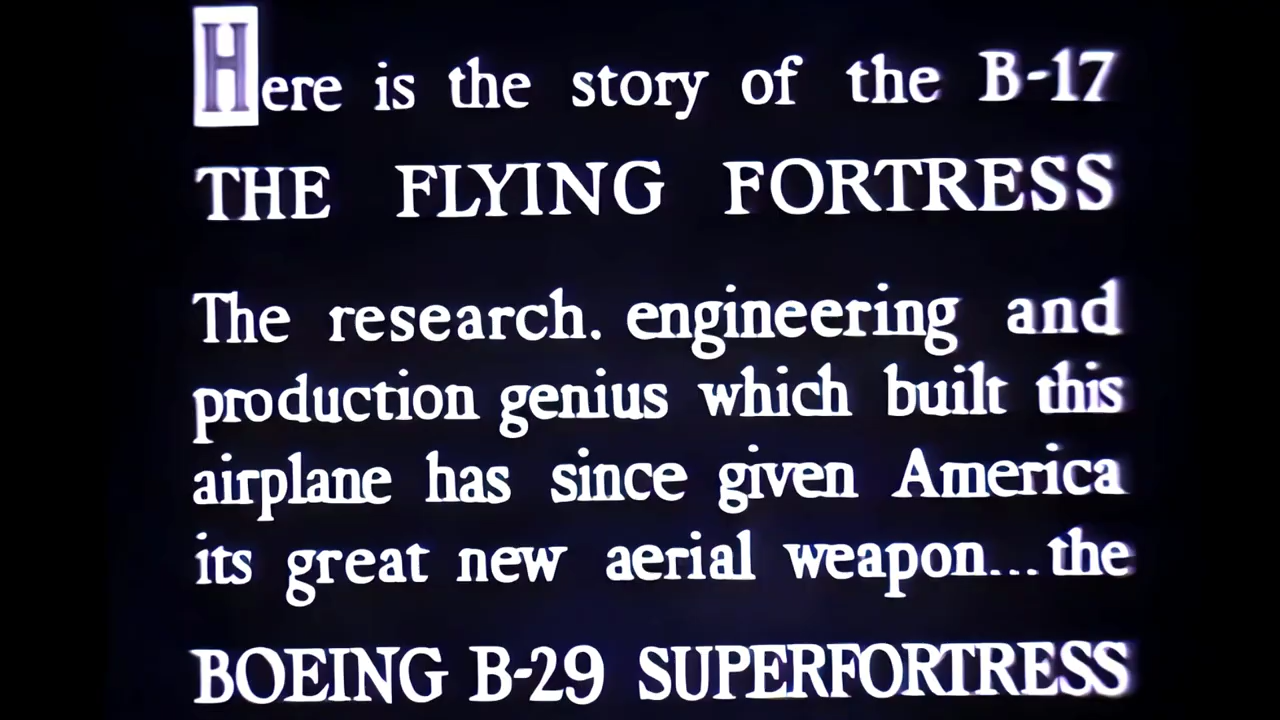 Here is the story of the B-17
THE FLYING FORTRESS
The research. engineering and
production genius which built this
airplane has since given America
its great new aerial weapon...the
BOEING B-29 SUPERFORTRESS